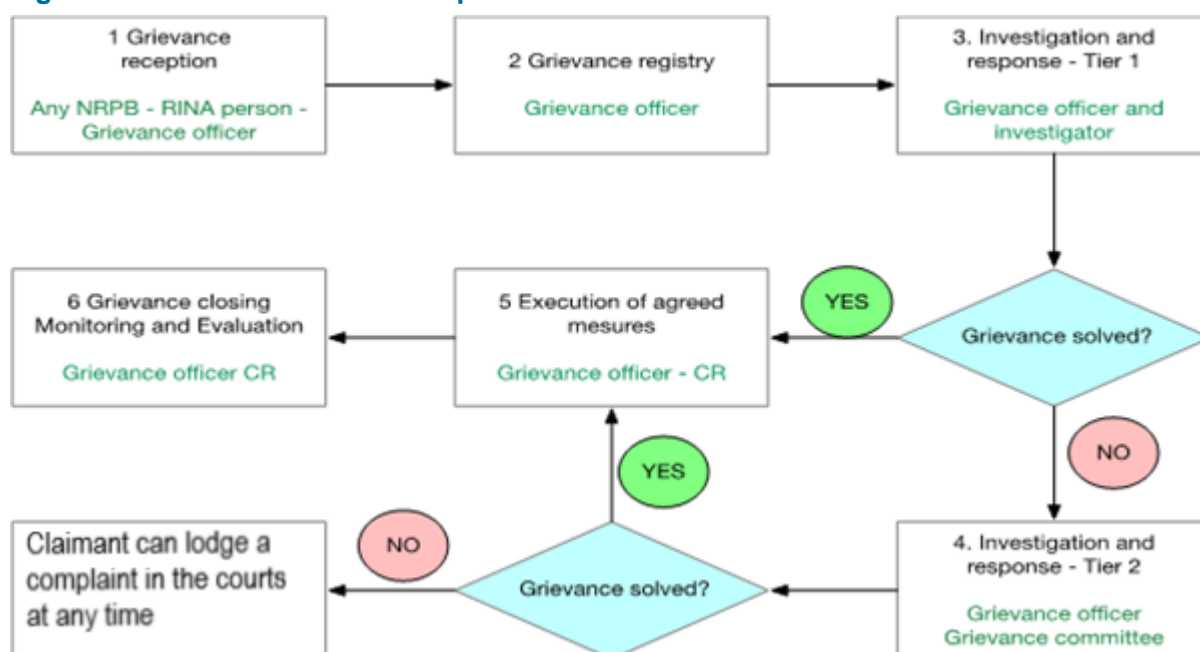 1 Grievance
reception
Any NRPB - RINA person -
Grievance officer
2 Grievance registry
Grievance officer
3. Investigation and
response - Tier 1
Grievance officer and
investigator
6 Grievance closing
Monitoring and Evaluation
Grievance officer CR
5 Execution of agreed
mesures
Grievance officer - CR
YES
Grievance solved?
YES
NO
Claimant can lodge a
complaint in the courts
at any time
NO
Grievance solved?
4. Investigation and
response - Tier 2
Grievance officer
Grievance committee